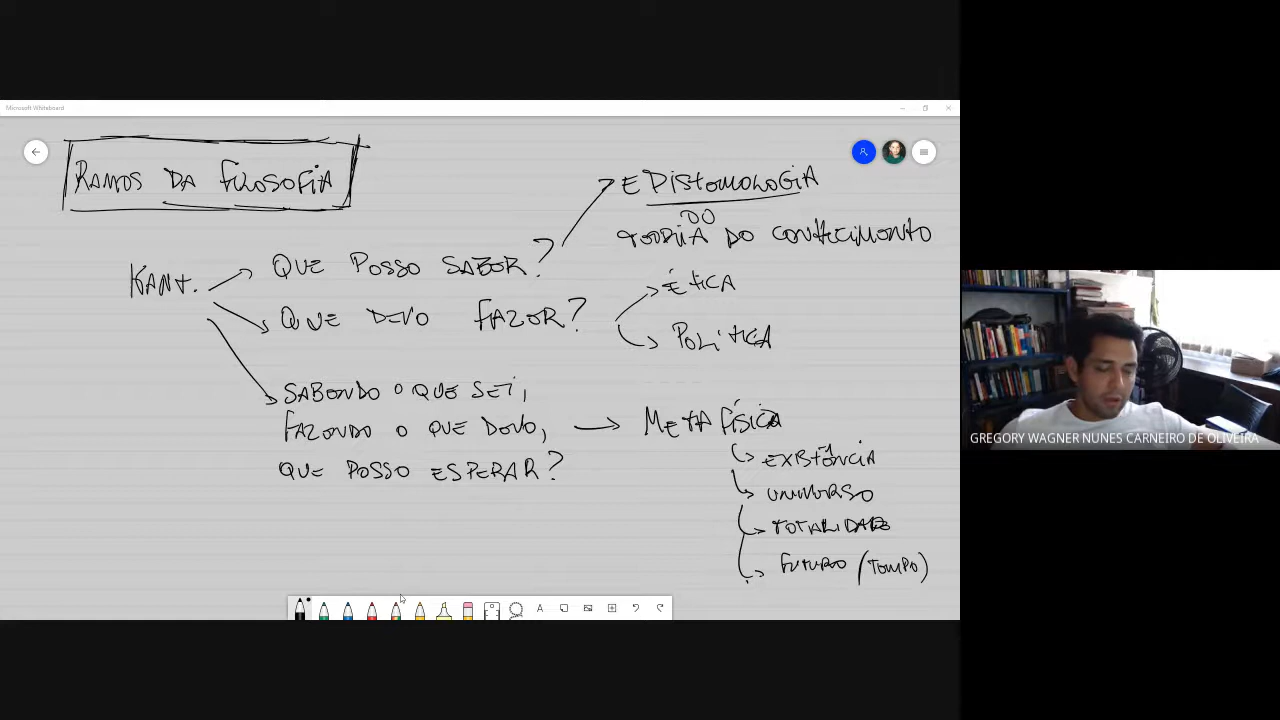 Microsoft Whiteboard
RAMOS DA FILOSOFIA
KANT.
QUE POSSO SABER?
EPISTEMOLOGIA
DO
TEORIA DO CONHECIMENTO
QUE DEVO FAZER?
ÉTICA
POLÍTICA
SABENDO O QUE SEI,
FAZENDO O QUE DEVO,
QUE POSSO ESPERAR?
METAFÍSICA
EXISTÊNCIA
UNIVERSO
TOTALIDADE
FUTURO (TEMPO)
A
GREGORY WAGNER NUNES CARNEIRO DE OLIVEIRA